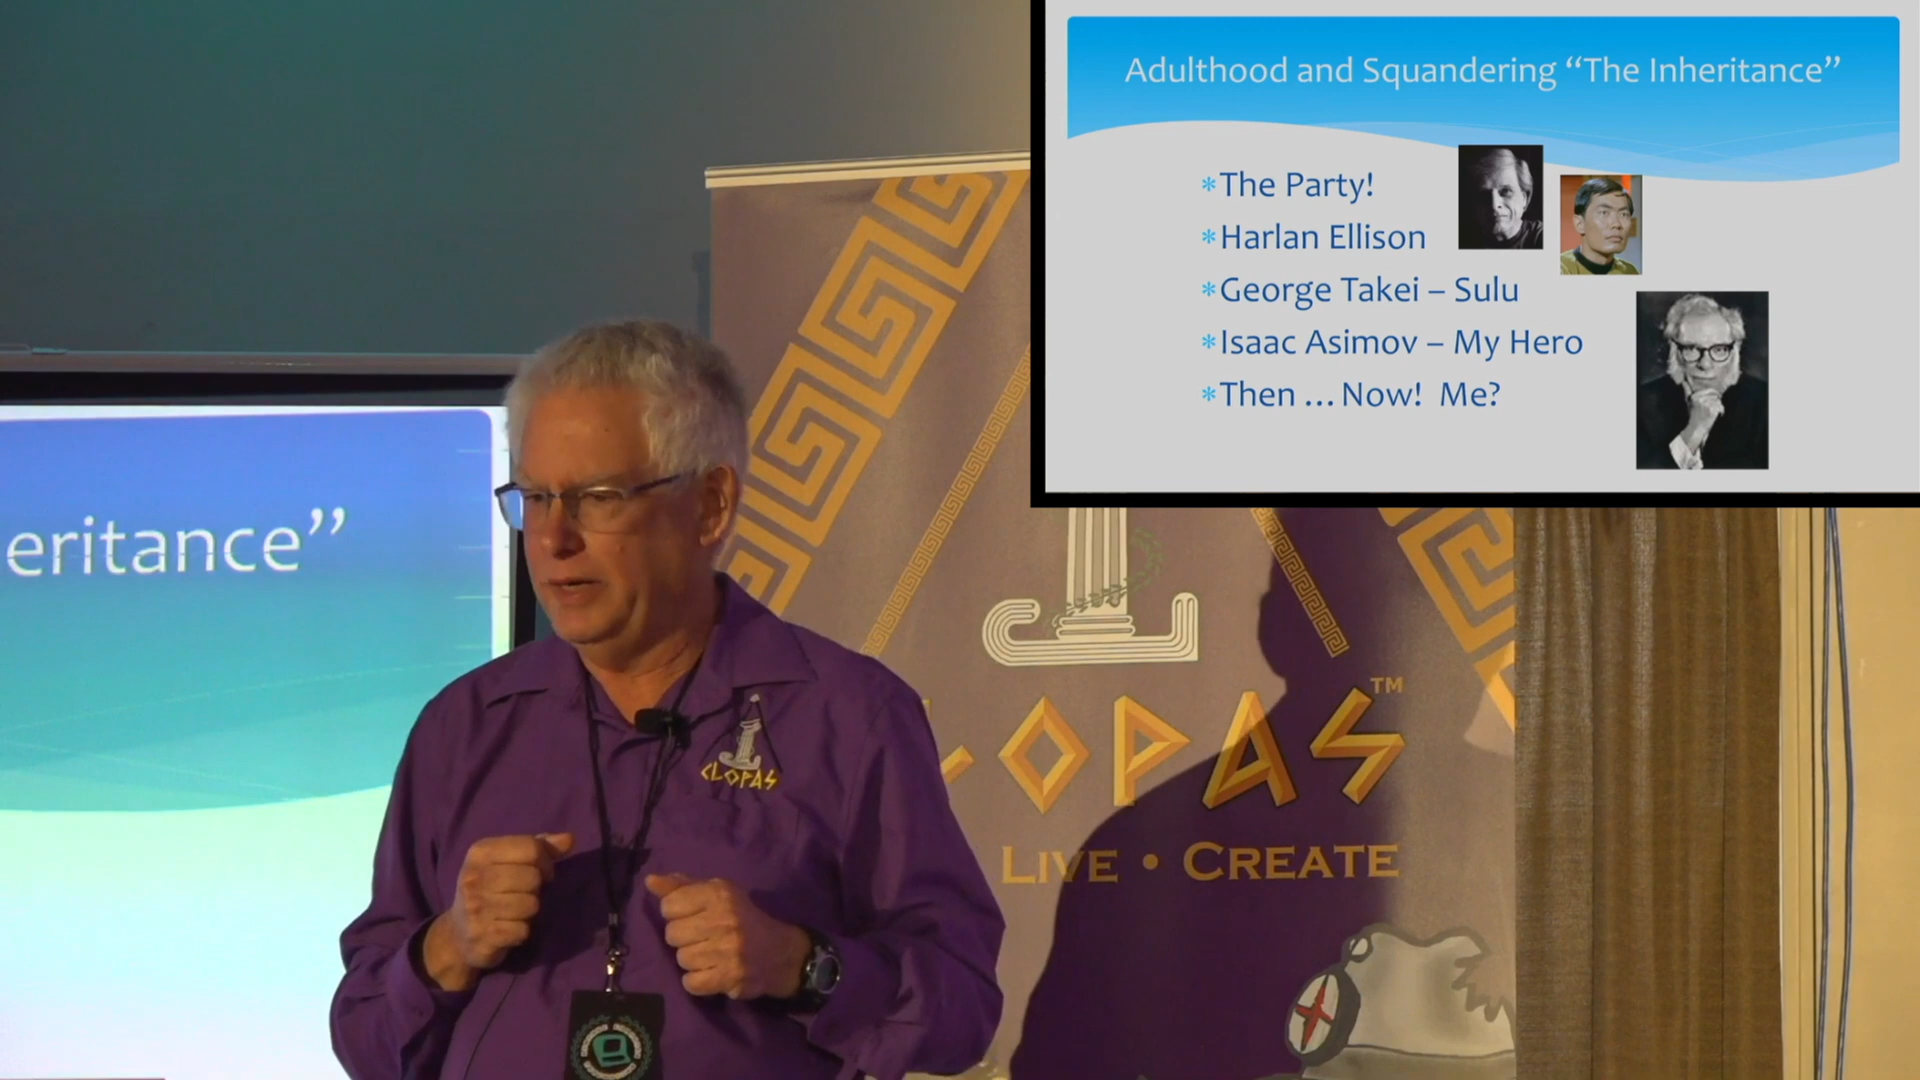 Adulthood and Squandering “The Inheritance”
*The Party!
*Harlan Ellison
*George Takei – Sulu
*Isaac Asimov – My Hero
*Then ... Now!  Me?
eritance”
LOPAS™
LIVE • CREATE
CLOPAS